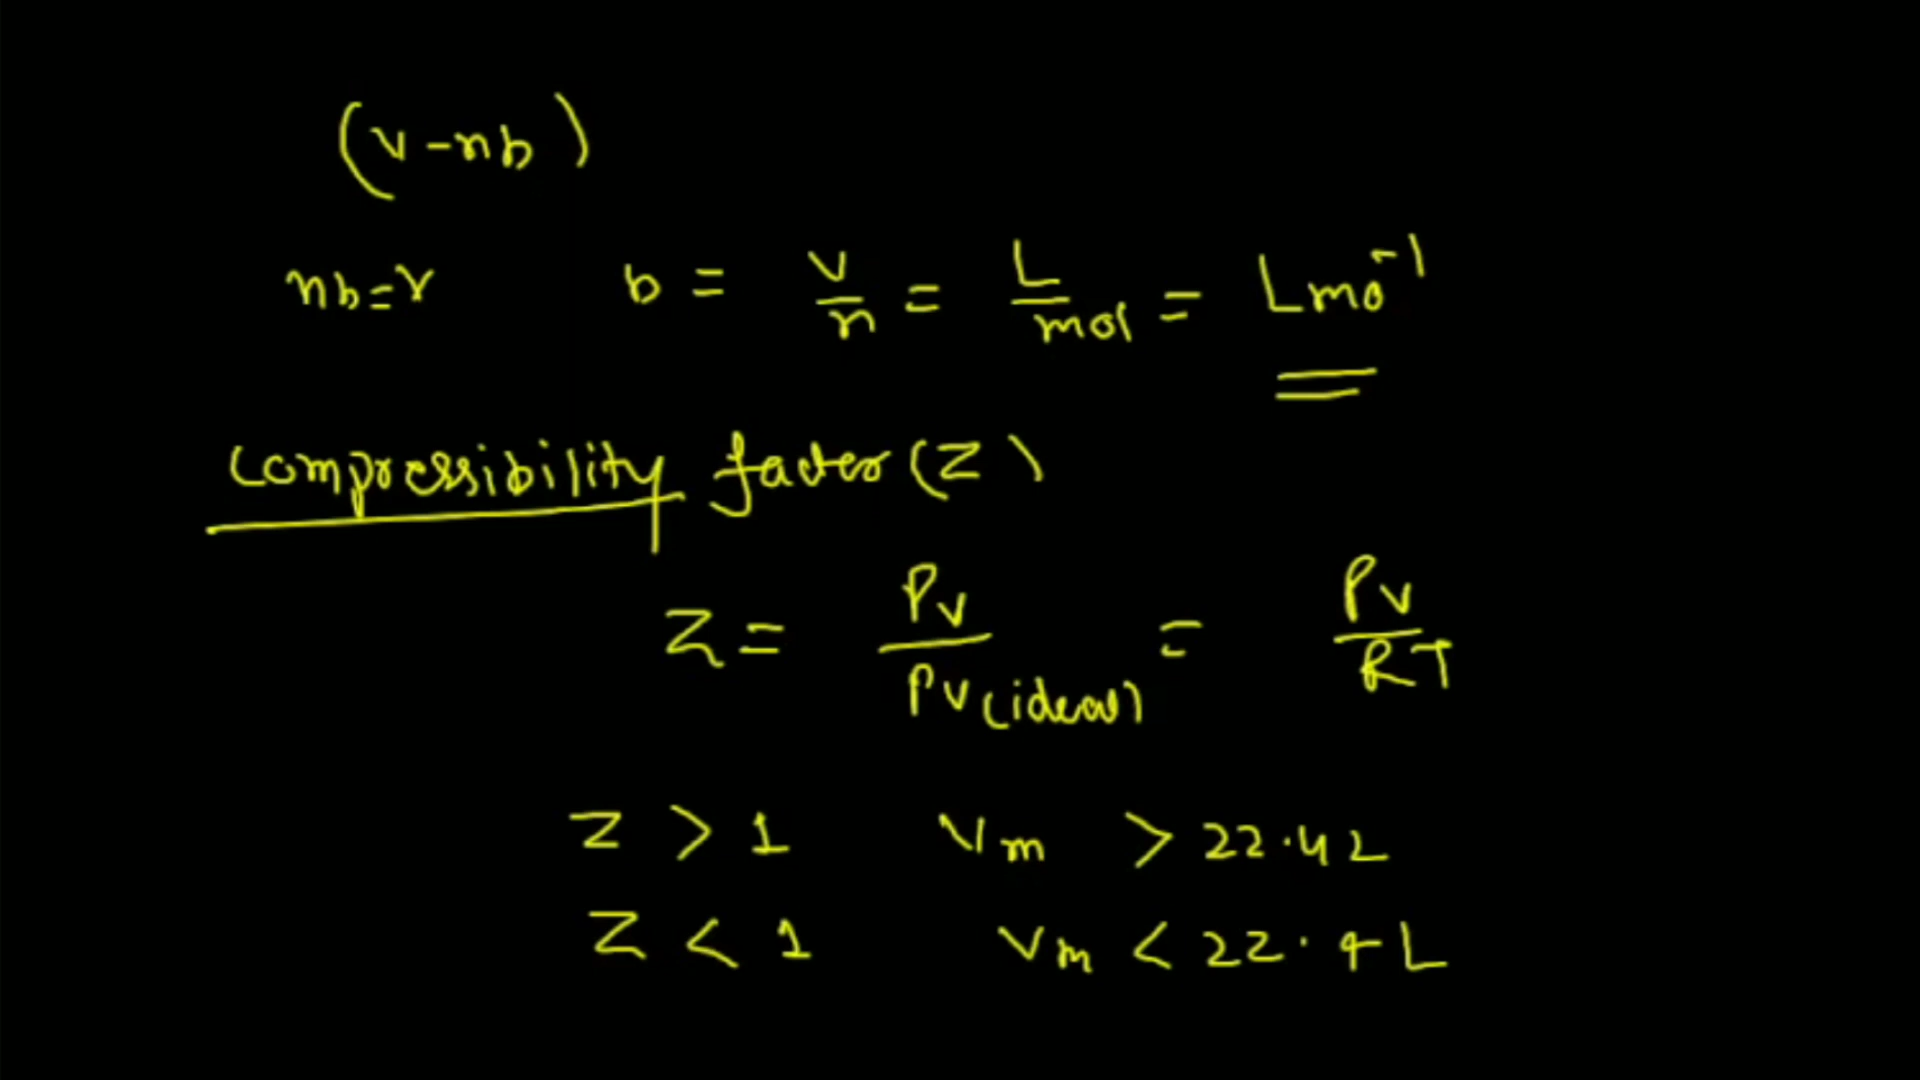 (v-nb)
nb=v b = v/n = L/mol = Lmo⁻¹
Compressibility factor (Z)
Z = Pv/Pv(ideal) = Pv/RT
Z > 1 Vm > 22.4L
Z < 1 Vm < 22.4L